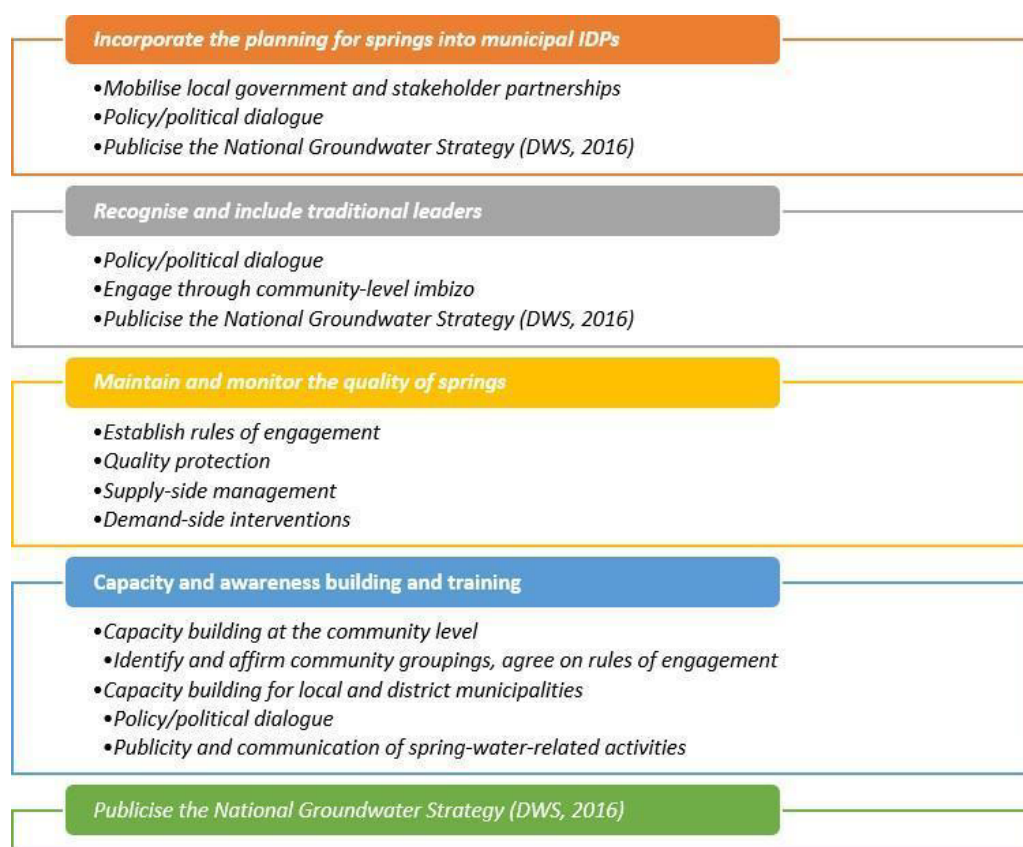 Incorporate the planning for springs into municipal IDPs
•Mobilise local government and stakeholder partnerships
•Policy/political dialogue
•Publicise the National Groundwater Strategy (DWS, 2016)
Recognise and include traditional leaders
•Policy/political dialogue
•Engage through community-level imbizo
•Publicise the National Groundwater Strategy (DWS, 2016)
Maintain and monitor the quality of springs
•Establish rules of engagement
•Quality protection
•Supply-side management
•Demand-side interventions
Capacity and awareness building and training
•Capacity building at the community level
•Identify and affirm community groupings, agree on rules of engagement
•Capacity building for local and district municipalities
•Policy/political dialogue
•Publicity and communication of spring-water-related activities
Publicise the National Groundwater Strategy (DWS, 2016)